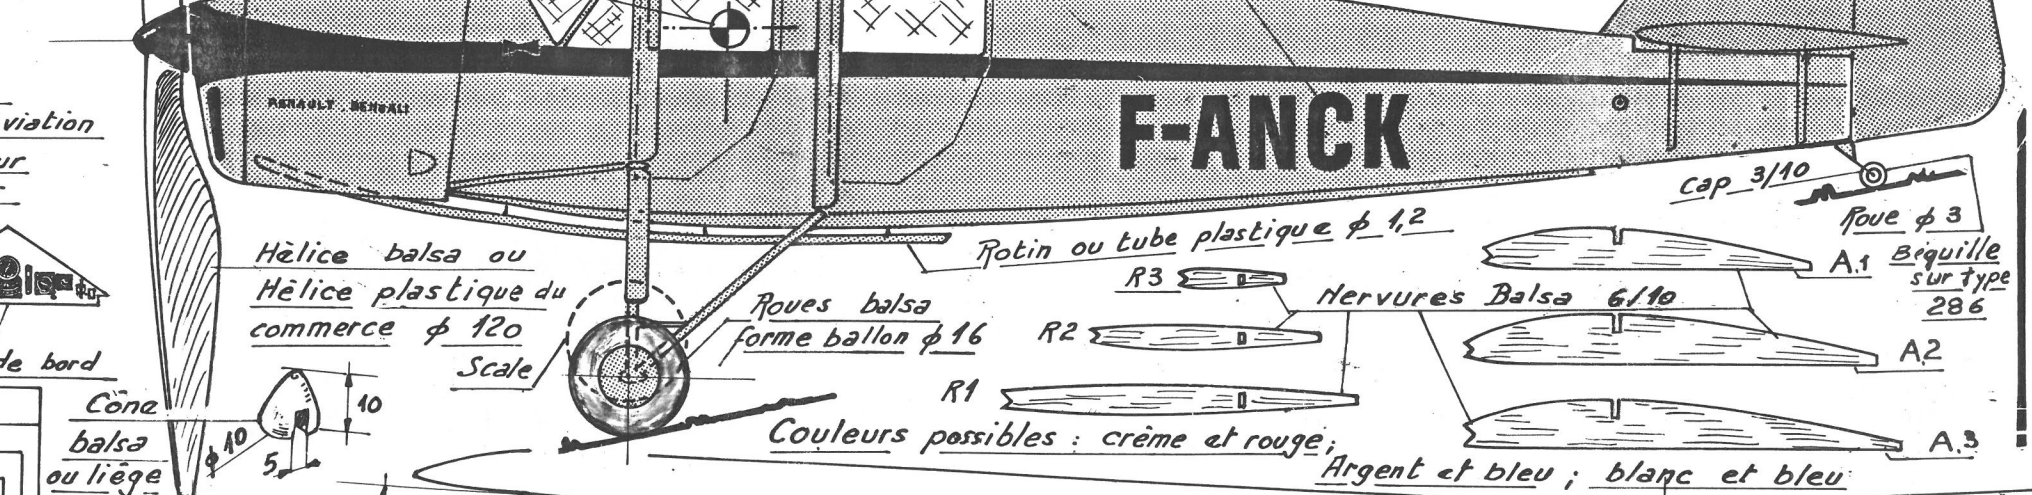 RENAULT. BENGALI
F-ANCK
viation
ur
Cap 3/10
Roue ϕ 3
Béquille
sur type
286
Rotin ou tube plastique ϕ 1,2
Hèlice balsa ou
Hèlice plastique du
commerce ϕ 120
Scale
Roues balsa
forme ballon ϕ 16
R3
R2
R1
Nervures Balsa 6/10
A.1
A.2
A.3
de bord
Cône
balsa
ou liège
10
ϕ 10
5
Couleurs possibles : crème et rouge;
Argent et bleu ; blanc et bleu